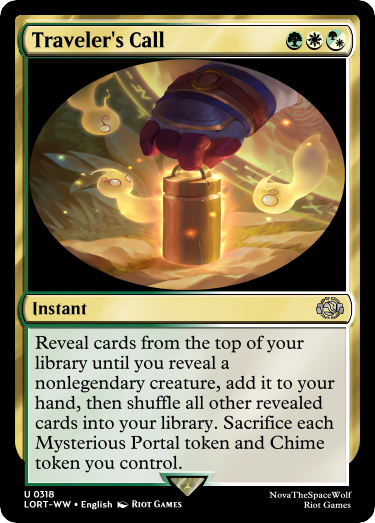 Traveler's Call
Instant
Reveal cards from the top of your
library until you reveal a
nonlegendary creature, add it to your
hand, then shuffle all other revealed
cards into your library. Sacrifice each
Mysterious Portal token and Chime
token you control.
U 0318
LORT-WW • English RIOT GAMES
NovaTheSpaceWolf
Riot Games